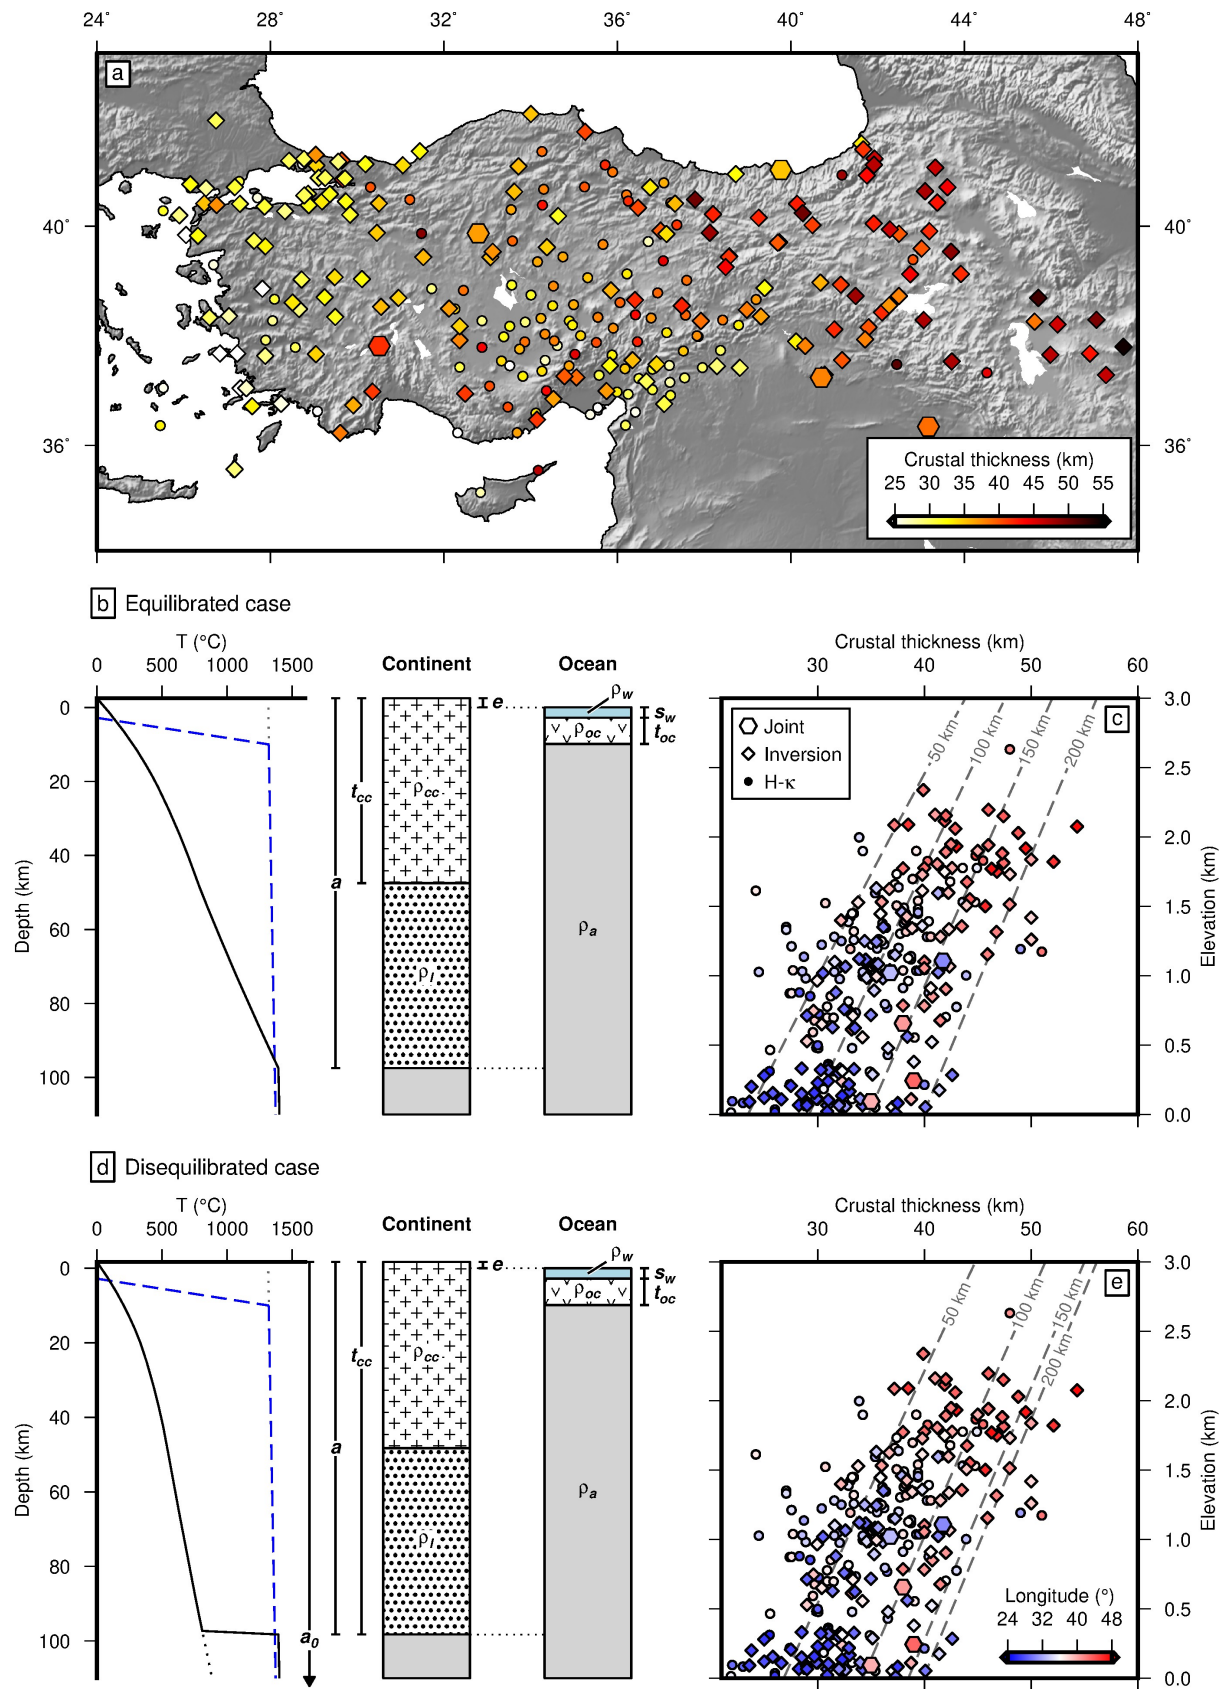 24° 28° 32° 36° 40° 44° 48°
a
40° 40°
36° 36°
Crustal thickness (km)
25 30 35 40 45 50 55
b Equilibrated case
T (°C)
0 500 1000 1500
Continent Ocean
Crustal thickness (km)
30 40 50 60
Depth (km)
0
20
40
60
80
100
e
ρw
sw
toc
ρoc
tcc
ρcc
a
ρl
ρa
c
Joint
Inversion
H-κ
50 km
100 km
150 km
200 km
3.0
2.5
2.0
1.5
1.0
0.5
0.0
Elevation (km)
d Disequilibrated case
T (°C)
0 500 1000 1500
Continent Ocean
Crustal thickness (km)
30 40 50 60
Depth (km)
0
20
40
60
80
100
a0
e
ρw
sw
toc
ρoc
tcc
ρcc
a
ρl
ρa
e
50 km
100 km
150 km
200 km
3.0
2.5
2.0
1.5
1.0
0.5
0.0
Elevation (km)
Longitude (°)
24 32 40 48